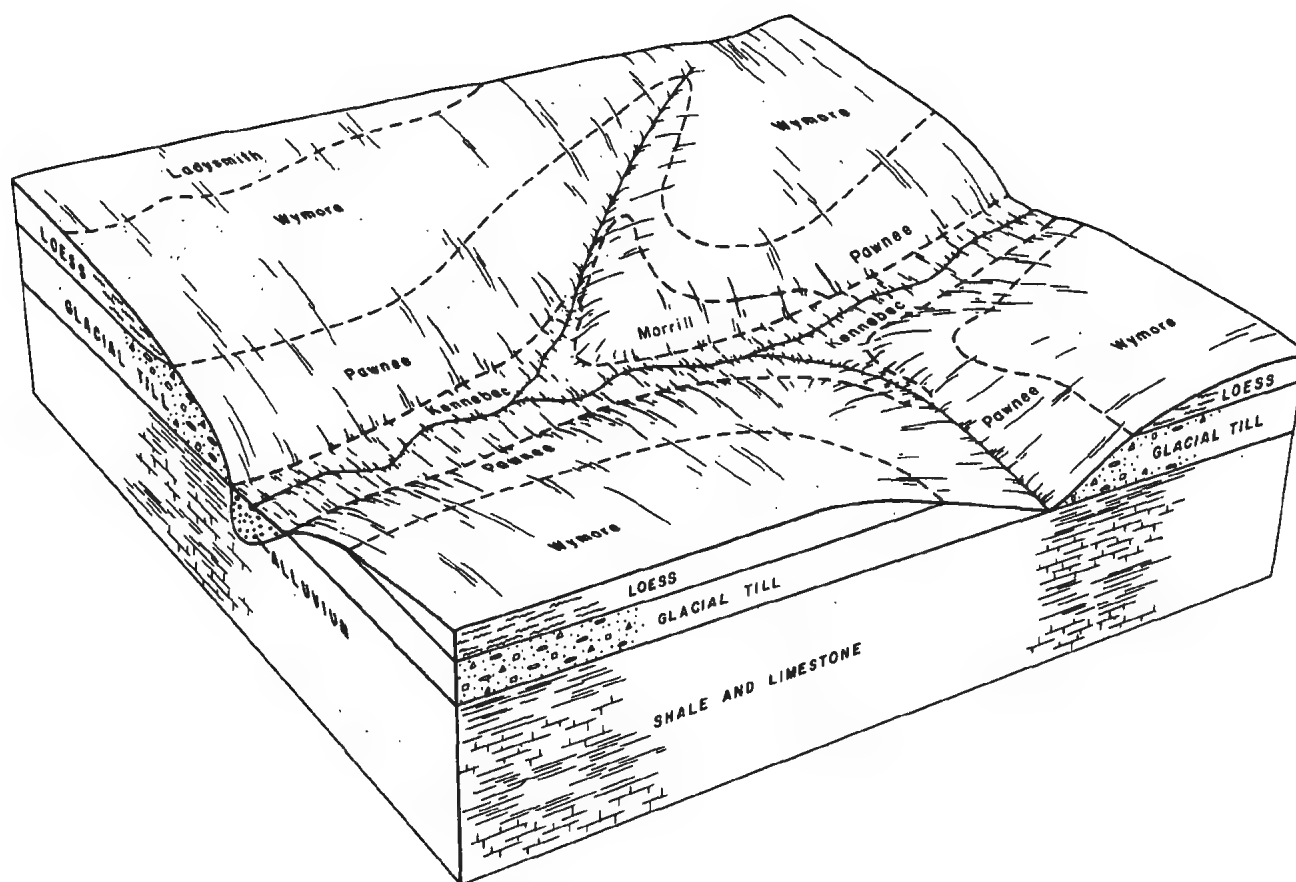 Wymore
Ladysmith
Wymore
Pawnee
LOESS
GLACIAL TILL
Morrill
Kennebec
Wymore
Pawnee
Kennebec
Pawnee
LOESS
GLACIAL TILL
Pawnee
Wymore
ALLUVIUM
LOESS
GLACIAL TILL
SHALE AND LIMESTONE